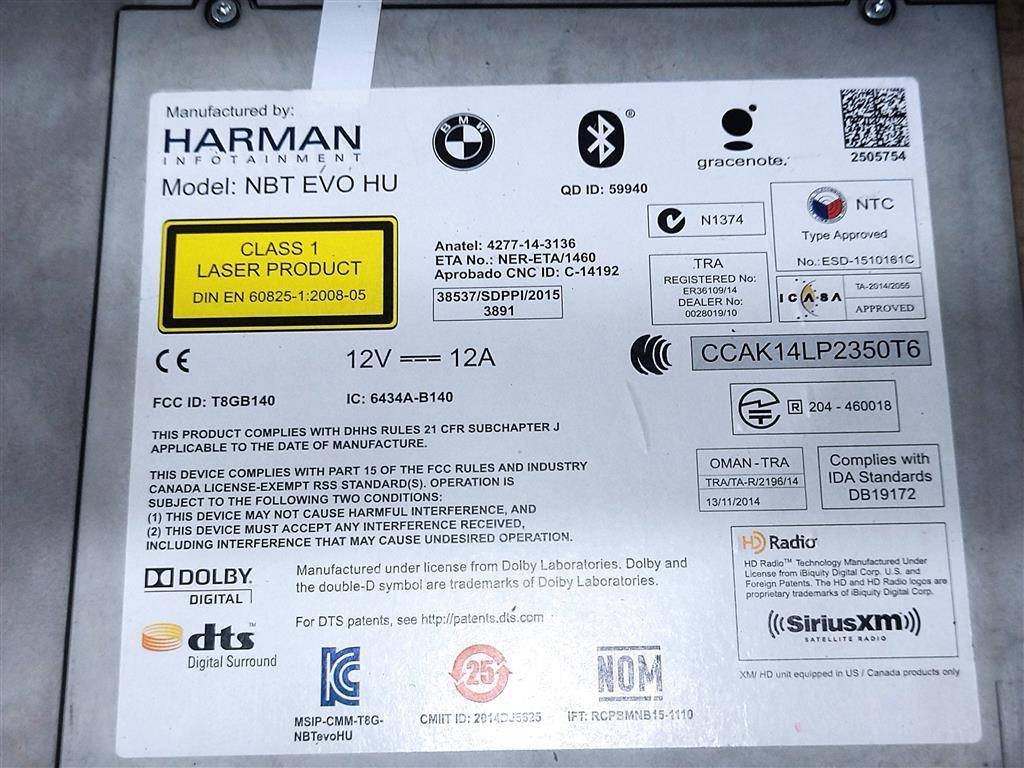 Manufactured by:
HARMAN
INFOTAINMENT
Model: NBT EVO HU
BMW
®
QD ID: 59940
gracenote.
2505754
CLASS 1
LASER PRODUCT
DIN EN 60825-1:2008-05
Anatel: 4277-14-3136
ETA No.: NER-ETA/1460
Aprobado CNC ID: C-14192
38537/SDPPI/2015
3891
N1374
NTC
Type Approved
No.:ESD-1510161C
TRA
REGISTERED No:
ER36109/14
DEALER No:
0028019/10
ICASA
TA-2014/2055
APPROVED
CE
12V 12A
CCAK14LP2350T6
FCC ID: T8GB140
IC: 6434A-B140
R 204 - 460018
THIS PRODUCT COMPLIES WITH DHHS RULES 21 CFR SUBCHAPTER J
APPLICABLE TO THE DATE OF MANUFACTURE.
THIS DEVICE COMPLIES WITH PART 15 OF THE FCC RULES AND INDUSTRY
CANADA LICENSE-EXEMPT RSS STANDARD(S). OPERATION IS
SUBJECT TO THE FOLLOWING TWO CONDITIONS:
(1) THIS DEVICE MAY NOT CAUSE HARMFUL INTERFERENCE, AND
(2) THIS DEVICE MUST ACCEPT ANY INTERFERENCE RECEIVED,
INCLUDING INTERFERENCE THAT MAY CAUSE UNDESIRED OPERATION.
OMAN - TRA
TRA/TA-R/2196/14
13/11/2014
Complies with
IDA Standards
DB19172
DOLBY
DIGITAL
Manufactured under license from Dolby Laboratories. Dolby and
the double-D symbol are trademarks of Dolby Laboratories.
HD Radio
HD Radio™ Technology Manufactured Under
License from iBiquity Digital Corp. U.S. and
Foreign Patents. The HD and HD Radio logos are
proprietary trademarks of iBiquity Digital Corp.
SiriusXM
SATELLITE RADIO
XM/ HD unit equipped in US / Canada products only
dts™
Digital Surround
For DTS patents, see http://patents.dts.com
KC
MSIP-CMM-T8G-
NBTevoHU
25
CMIIT ID: 2014DJ5625
NOM
IFT: RCPBMNB15-1110